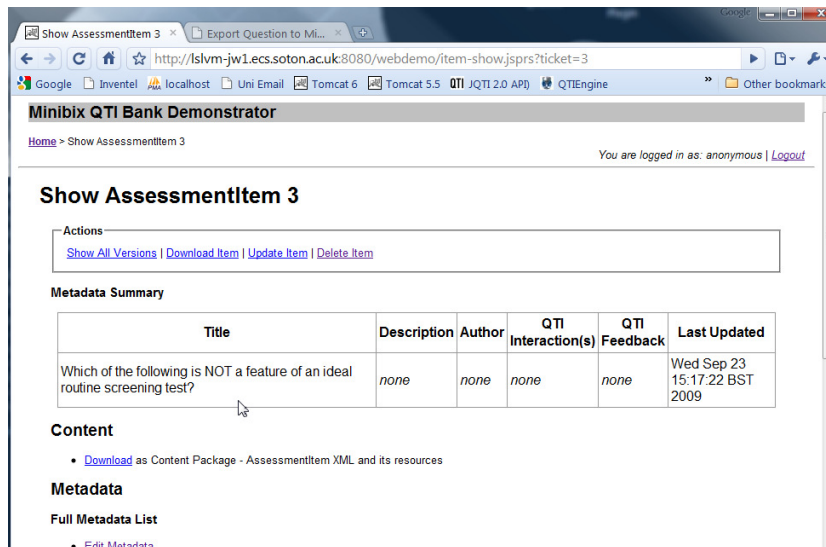 Google
Show AssessmentItem 3
Export Question to Mi...
http://lslvm-jw1.ecs.soton.ac.uk:8080/webdemo/item-show.jsprs?ticket=3
Google Inventel localhost Uni Email Tomcat 6 Tomcat 5.5 QTI JQTI 2.0 API) QTIEngine » Other bookmark
Minibix QTI Bank Demonstrator
Home > Show AssessmentItem 3
You are logged in as: anonymous | Logout
Show AssessmentItem 3
Actions
Show All Versions | Download Item | Update Item | Delete Item
Metadata Summary
Title Description Author QTI Interaction(s) QTI Feedback Last Updated
Which of the following is NOT a feature of an ideal
routine screening test?
none none none none
Wed Sep 23
15:17:22 BST
2009
Content
• Download as Content Package - AssessmentItem XML and its resources
Metadata
Full Metadata List
• Edit Metadata